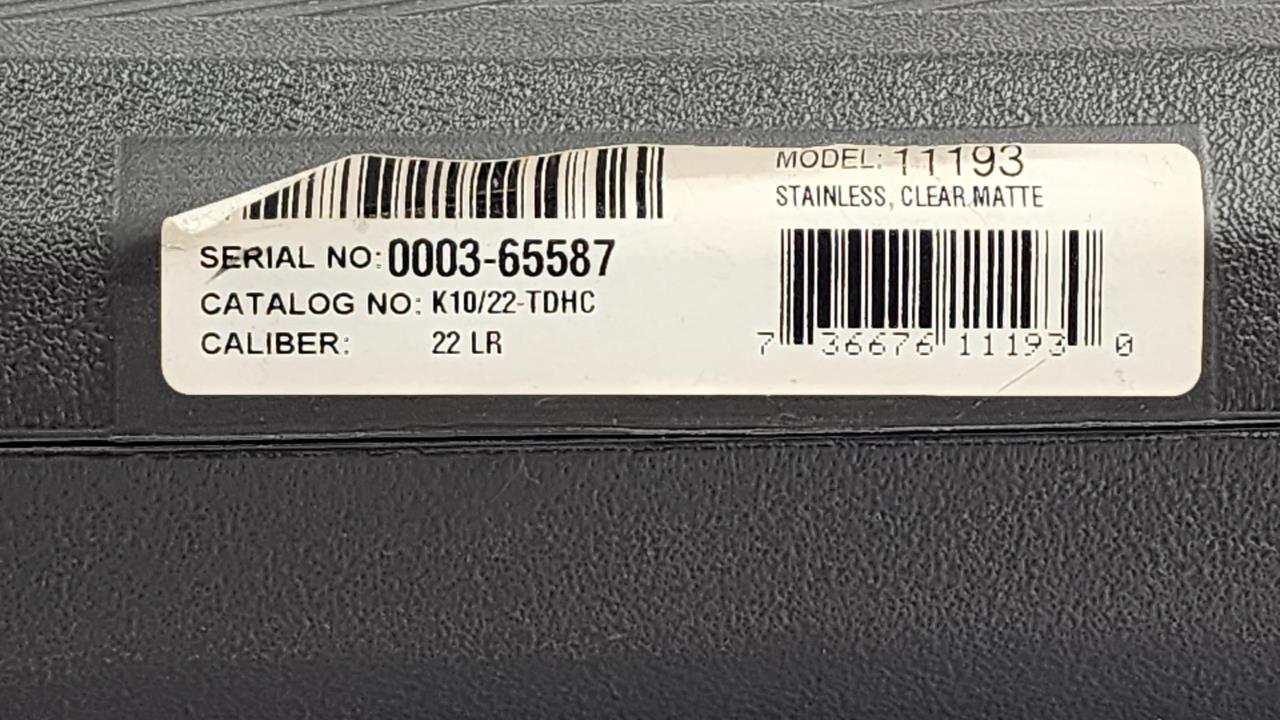 MODEL: 11193
STAINLESS, CLEAR MATTE
SERIAL NO: 0003-65587
CATALOG NO: K10/22-TDHC
CALIBER: 22 LR
7 36676 11193 0